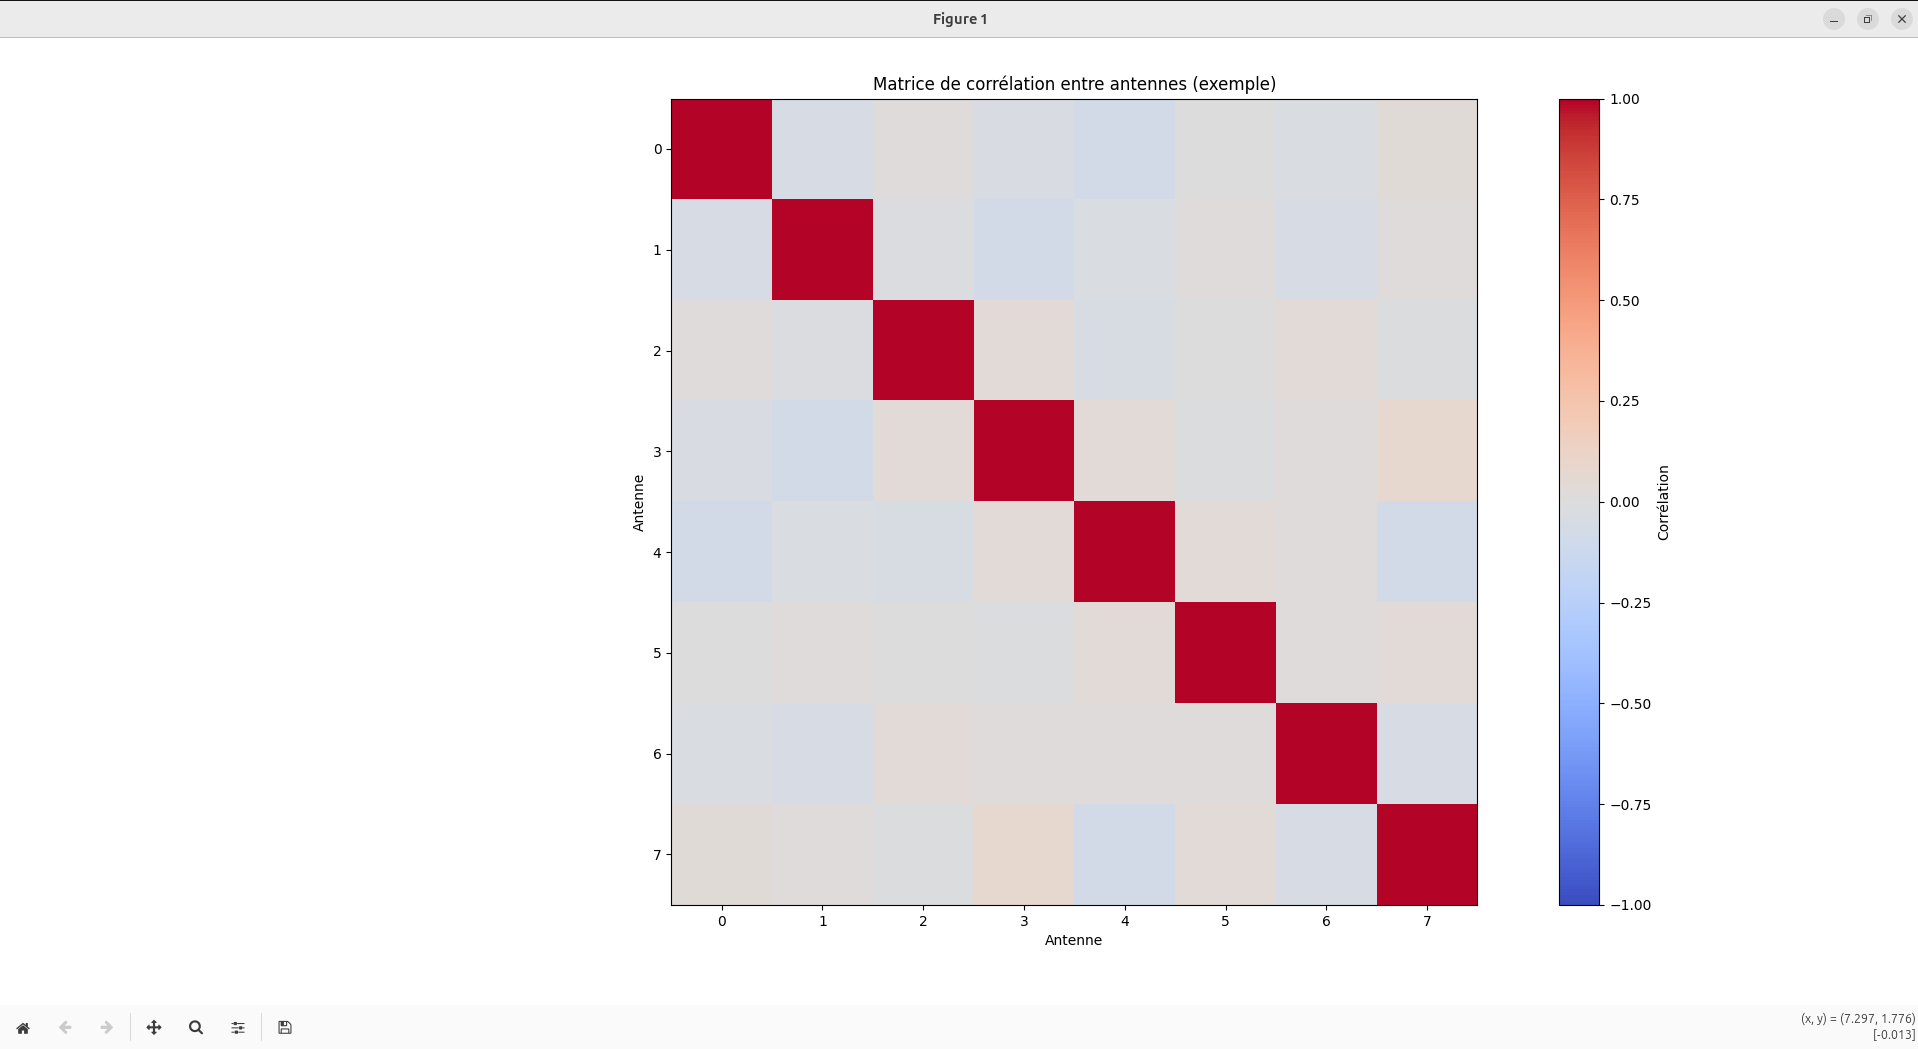 Figure 1
Matrice de corrélation entre antennes (exemple)
0
1
2
3
4
5
6
7
Antenne
0 1 2 3 4 5 6 7
Antenne
1.00
0.75
0.50
0.25
0.00
−0.25
−0.50
−0.75
−1.00
Corrélation
(x, y) = (7.297, 1.776)
[-0.013]